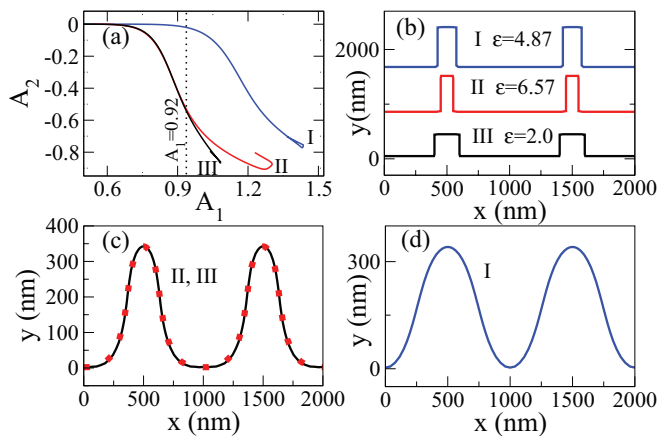 (a)
A₂
0
-0.2
-0.4
-0.6
-0.8
A₁=0.92
I
II
III
0.6 0.9 1.2 1.5
A₁
(b)
y(nm)
2000
0
I ε=4.87
II ε=6.57
III ε=2.0
0 500 1000 1500 2000
x (nm)
(c)
y (nm)
400
300
200
100
0
II, III
0 500 1000 1500 2000
x (nm)
(d)
y (nm)
300
0
I
0 500 1000 1500 2000
x (nm)